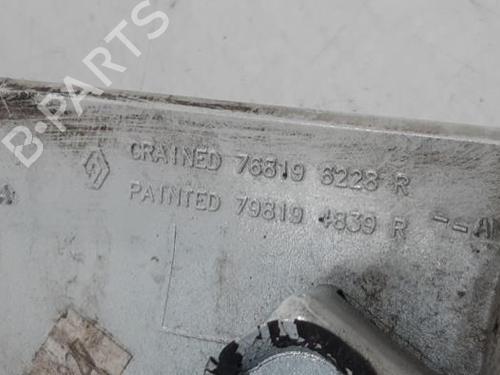 B-PARTS
GRAINED 76819 6228 R
PAINTED 79819 4839 R --A
A